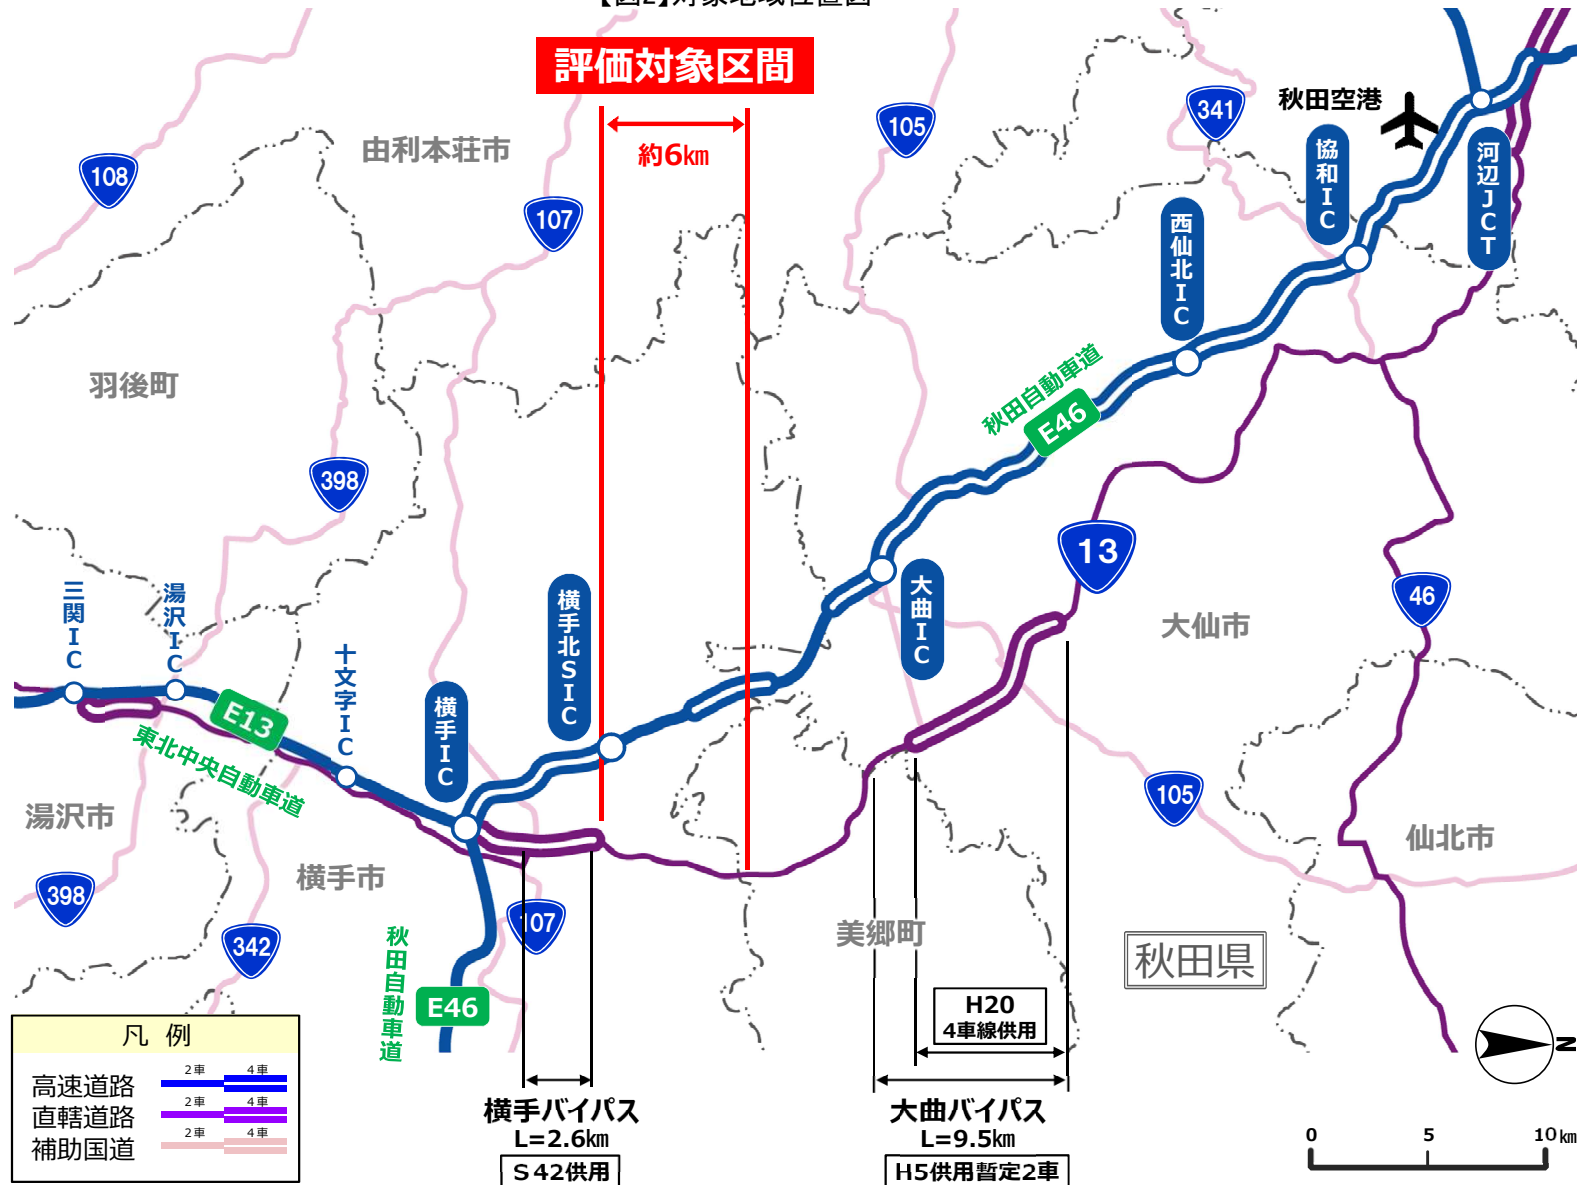 【図2】対象地域位置図
評価対象区間
約6km
秋田空港
105
341
由利本荘市
108
107
協和IC
河辺JCT
西仙北IC
羽後町
秋田自動車道
E46
398
13
三関IC
湯沢IC
横手北SIC
大曲IC
46
大仙市
十文字IC
横手IC
E13
東北中央自動車道
湯沢市
105
仙北市
横手市
398
342
107
美郷町
秋田県
秋田自動車道
E46
H20
4車線供用
N
凡 例
2車 4車
高速道路
2車 4車
直轄道路
2車 4車
補助国道
横手バイパス
L=2.6km
S42供用
大曲バイパス
L=9.5km
H5供用暫定2車
0 5 10km